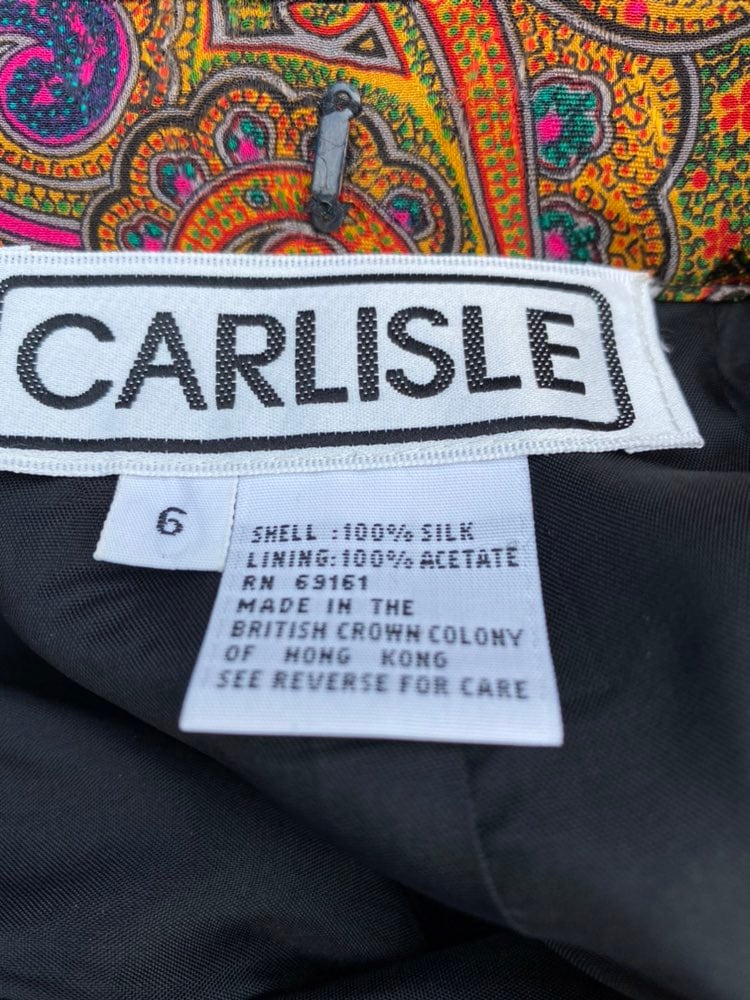 CARLISLE
6
SHELL :100% SILK
LINING:100% ACETATE
RN 69161
MADE IN THE
BRITISH CROWN COLONY
OF HONG KONG
SEE REVERSE FOR CARE